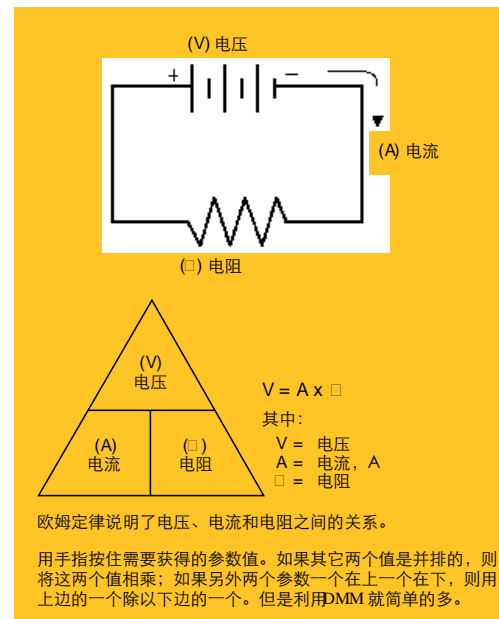 (V) 电压
+ −
(A) 电流
(□) 电阻
(V)
电压
(A)
电流
(□)
电阻
V = A x □
其中:
V = 电压
A = 电流，A
□ = 电阻
欧姆定律说明了电压、电流和电阻之间的关系。
用手指按住需要获得的参数值。如果其它两个值是并排的，则
将这两个值相乘；如果另外两个参数一个在上一个在下，则用
上边的一个除以下边的一个。但是利用DMM 就简单的多。